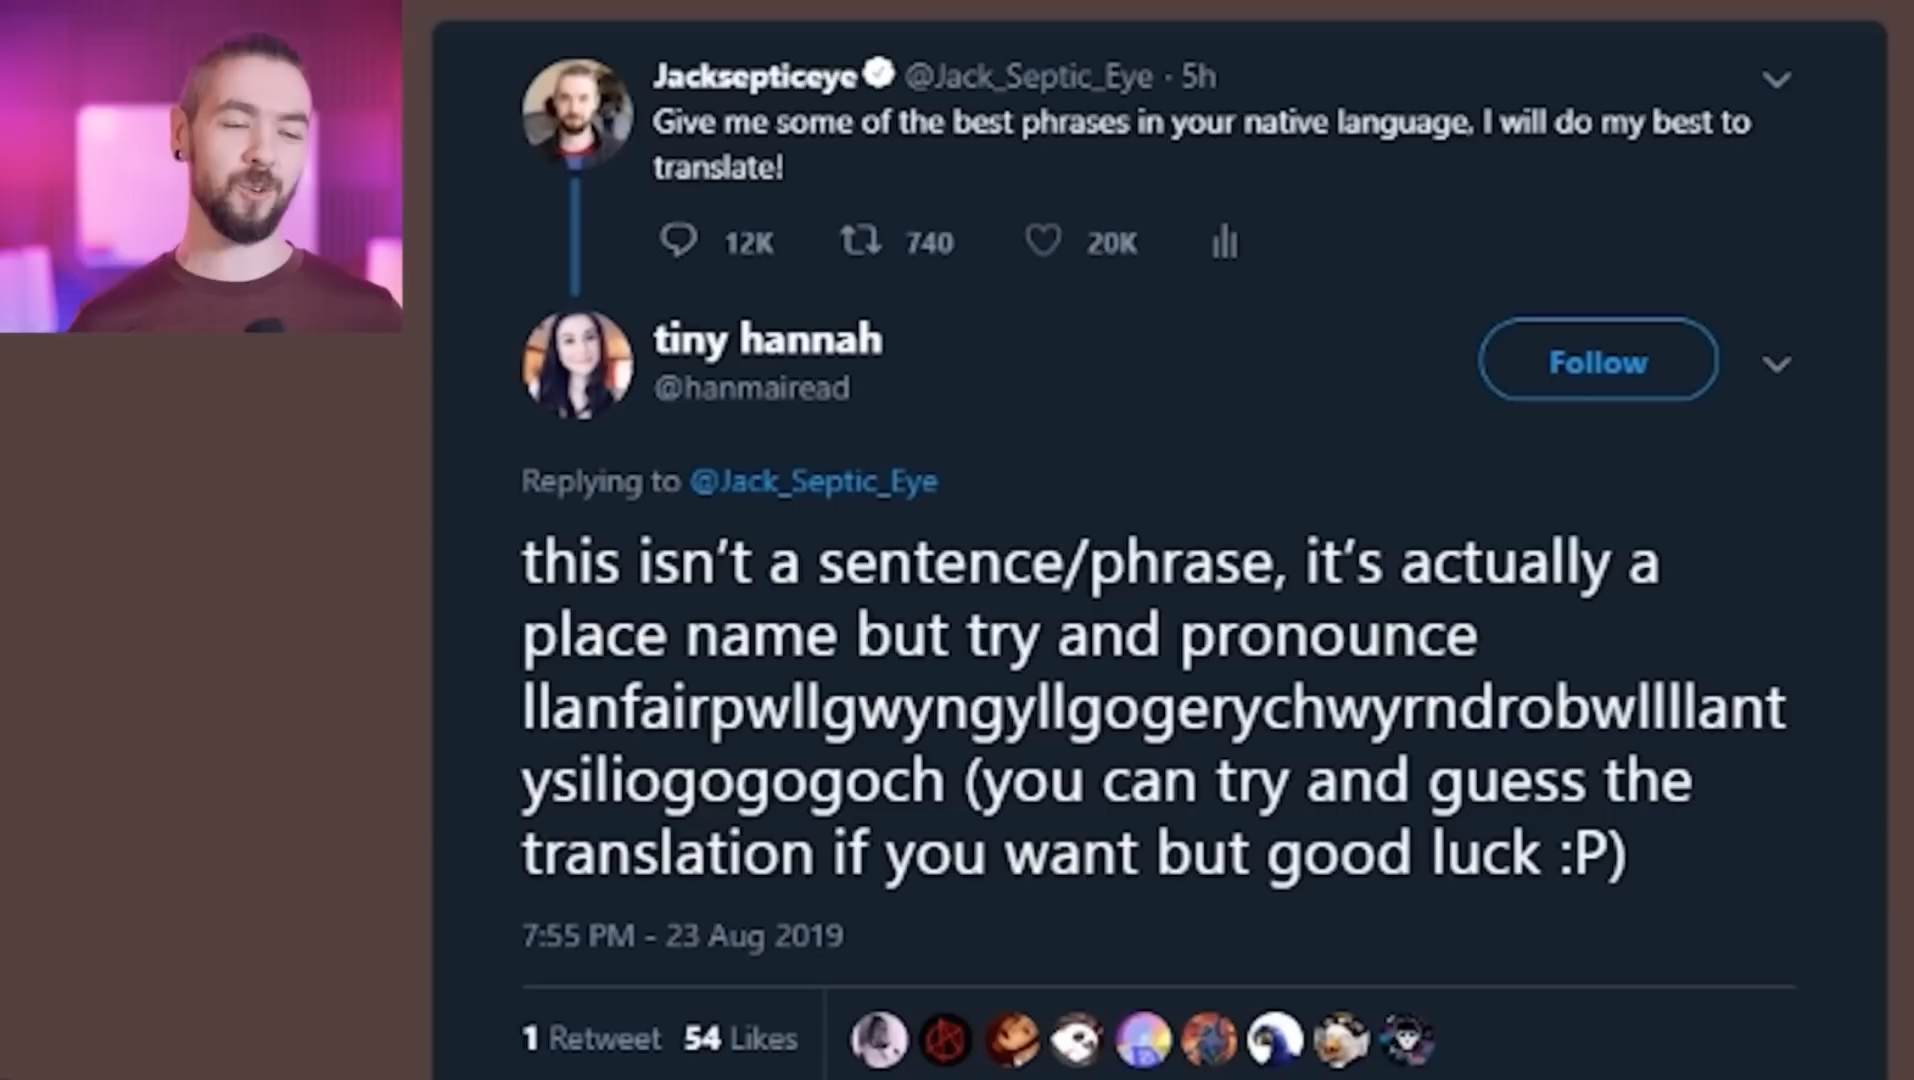 Jacksepticeye @Jack_Septic_Eye · 5h
Give me some of the best phrases in your native language, I will do my best to
translate!
12K 740 20K
tiny hannah
@hanmairead
Follow
Replying to @Jack_Septic_Eye
this isn't a sentence/phrase, it's actually a
place name but try and pronounce
llanfairpwllgwyngyllgogerychwyrndrobwllllant
ysiliogogogoch (you can try and guess the
translation if you want but good luck :P)
7:55 PM - 23 Aug 2019
1 Retweet 54 Likes